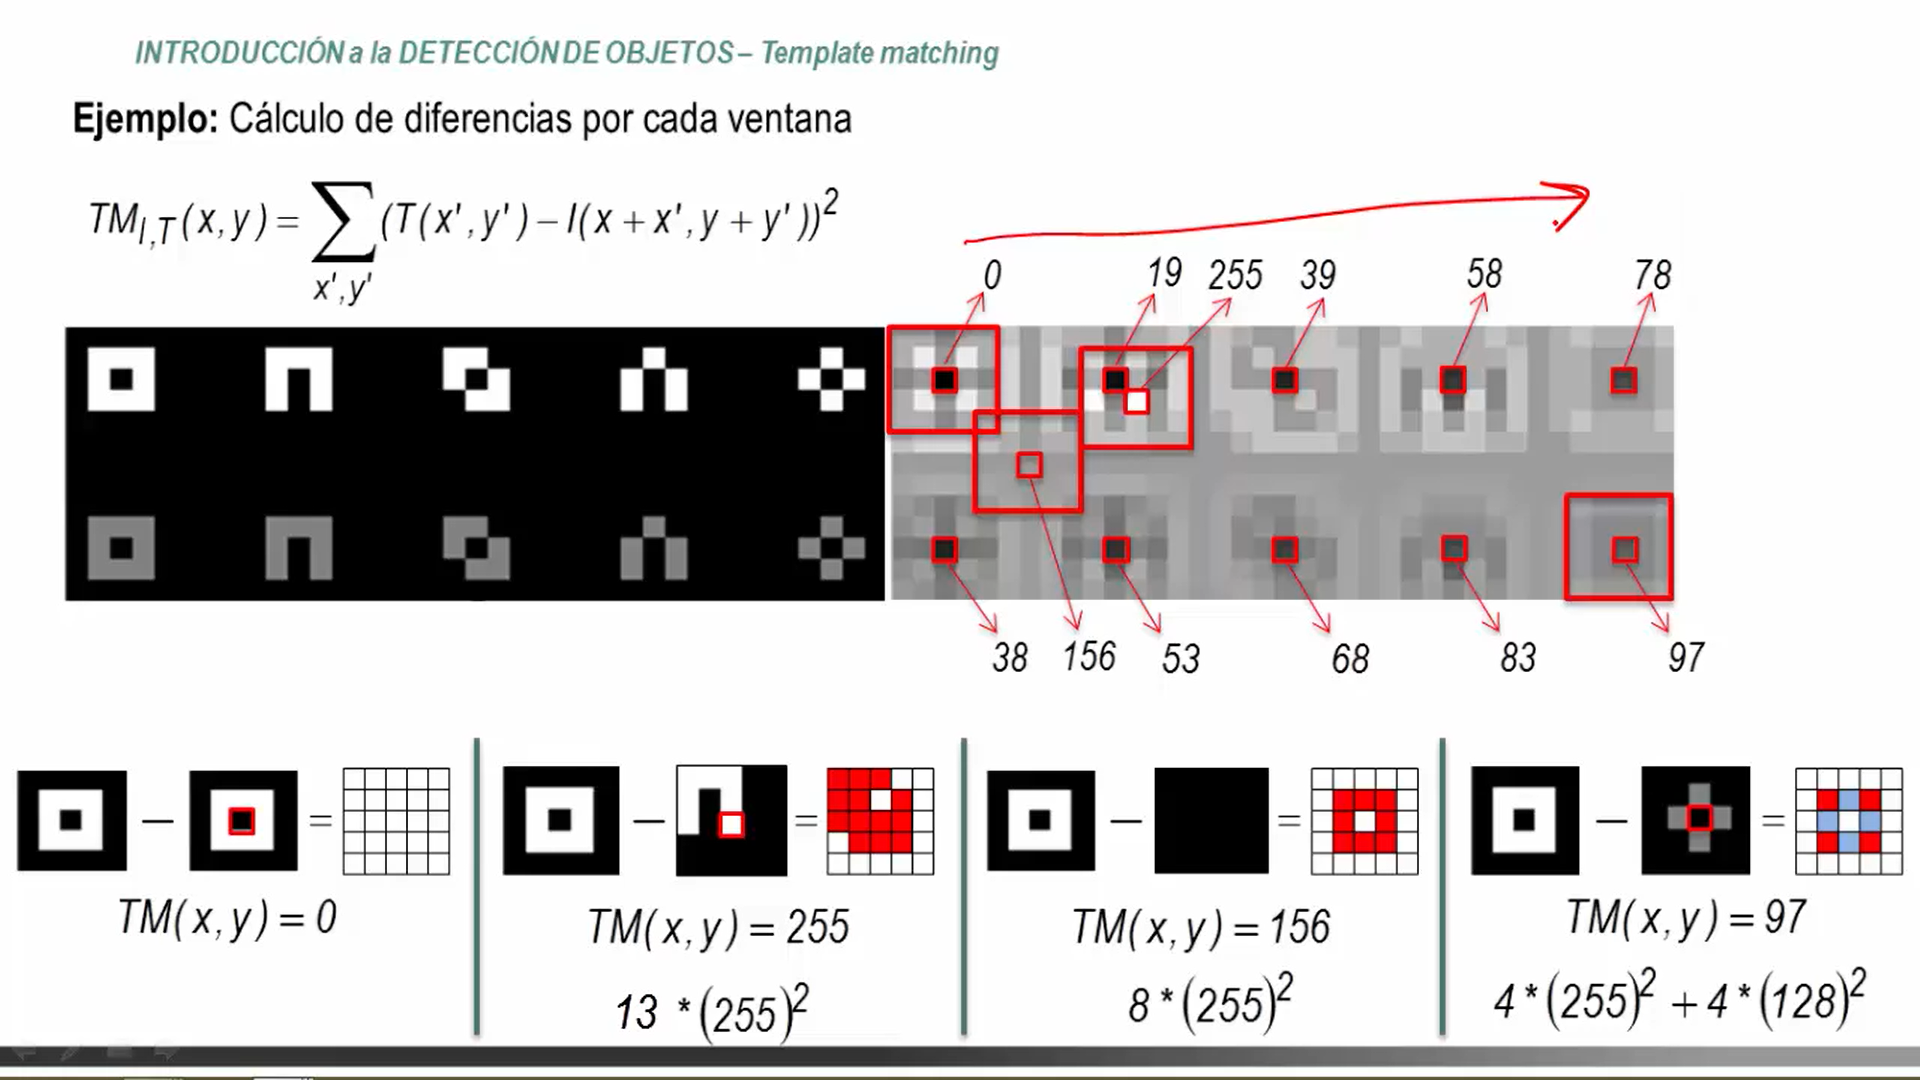 INTRODUCCIÓN a la DETECCIÓN DE OBJETOS – Template matching
Ejemplo: Cálculo de diferencias por cada ventana
TM_{I,T}(x,y) = ∑_{x',y'} (T(x',y') – I(x + x',y + y'))²
0 19 255 39 58 78
38 156 53 68 83 97
– = – = – = – =
TM(x,y) = 0 TM(x,y) = 255 TM(x,y) = 156 TM(x,y) = 97
13 *(255)² 8*(255)² 4*(255)² + 4*(128)²